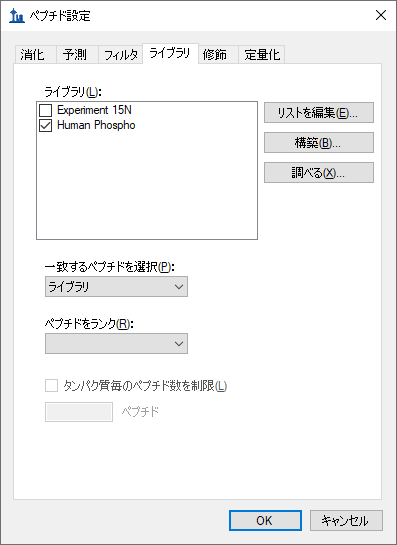 ペプチド設定
消化
予測
フィルタ
ライブラリ
修飾
定量化
ライブラリ(L):
Experiment 15N
Human Phospho
リストを編集(E)...
構築(B)...
調べる(X)...
一致するペプチドを選択(P):
ライブラリ
ペプチドをランク(R):
タンパク質毎のペプチド数を制限(L)
ペプチド
OK
キャンセル